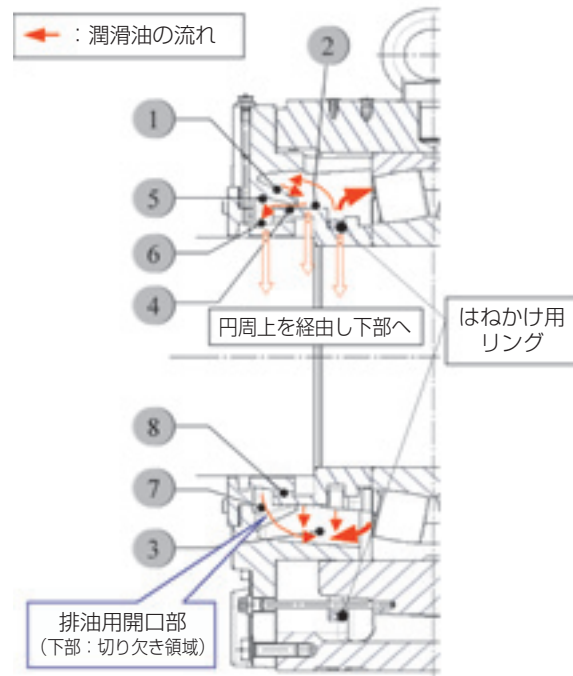 ：潤滑油の流れ
2
1
5
6
4
円周上を経由し下部へ
はねかけ用
リング
8
7
3
排油用開口部
（下部：切り欠き領域）